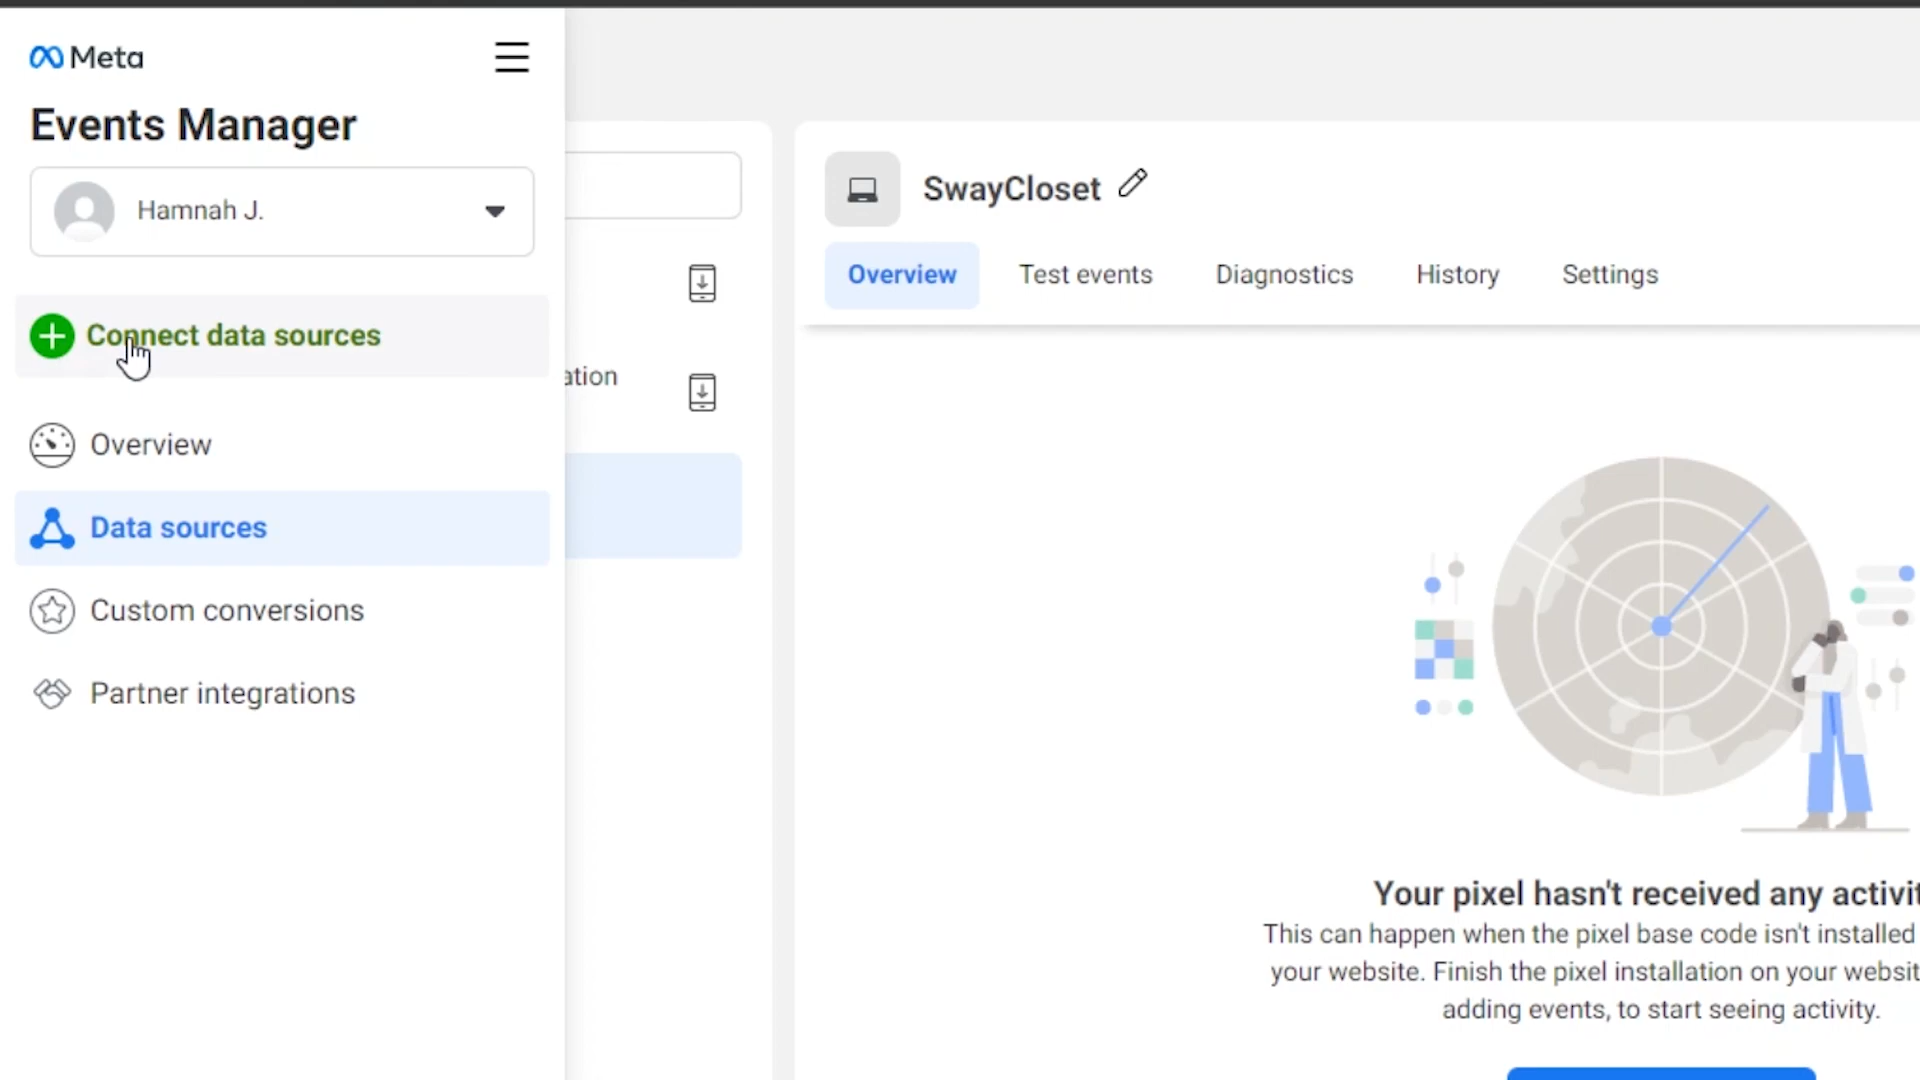 Meta
Events Manager
Hamnah J.
Connect data sources
Overview
Data sources
Custom conversions
Partner integrations
ation
SwayCloset
Overview
Test events
Diagnostics
History
Settings
Your pixel hasn't received any activit
This can happen when the pixel base code isn't installed
your website. Finish the pixel installation on your websit
adding events, to start seeing activity.